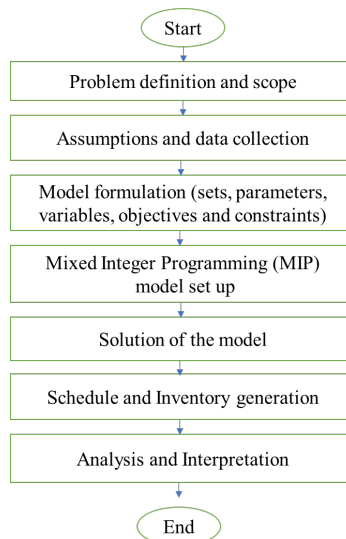 Start
Problem definition and scope
Assumptions and data collection
Model formulation (sets, parameters,
variables, objectives and constraints)
Mixed Integer Programming (MIP)
model set up
Solution of the model
Schedule and Inventory generation
Analysis and Interpretation
End